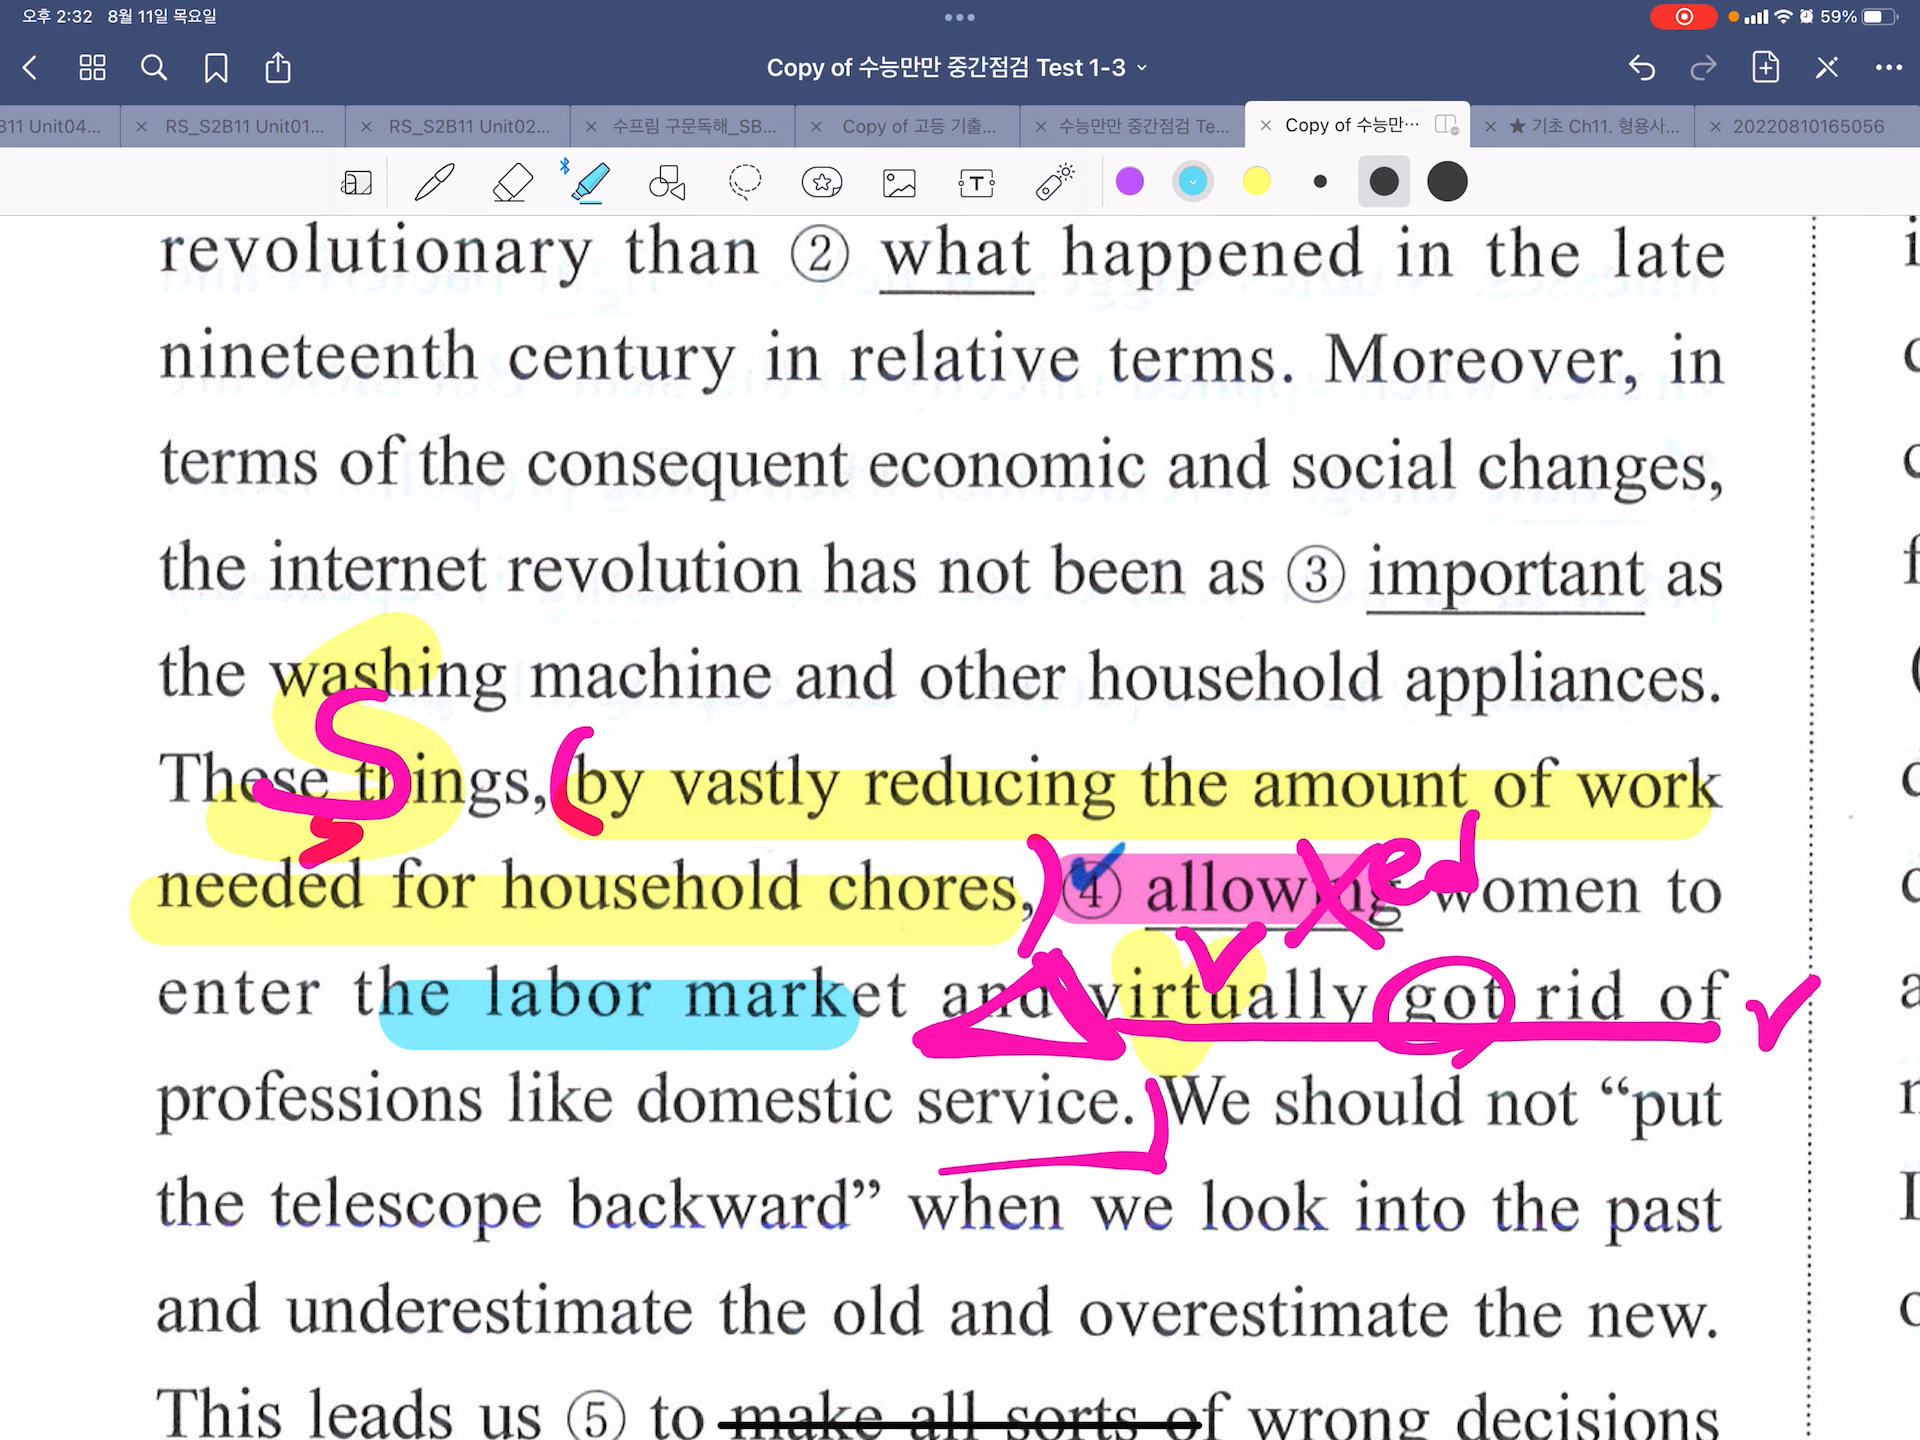 오후 2:32 8월 11일 목요일
59%
Copy of 수능만만 중간점검 Test 1-3
B11 Unit04...
RS_S2B11 Unit01...
RS_S2B11 Unit02...
수프림 구문독해_SB...
Copy of 고등 기출...
수능만만 중간점검 Te...
Copy of 수능만...
★ 기초 Ch11. 형용사...
20220810165056
revolutionary than ② what happened in the late
nineteenth century in relative terms. Moreover, in
terms of the consequent economic and social changes,
the internet revolution has not been as ③ important as
the washing machine and other household appliances.
S
These things, (by vastly reducing the amount of work
ed
needed for household chores,) ④ allowing women to
V
enter the labor market and virtually got rid of
professions like domestic service.) We should not “put
the telescope backward” when we look into the past
and underestimate the old and overestimate the new.
This leads us ⑤ to make all sorts of wrong decisions